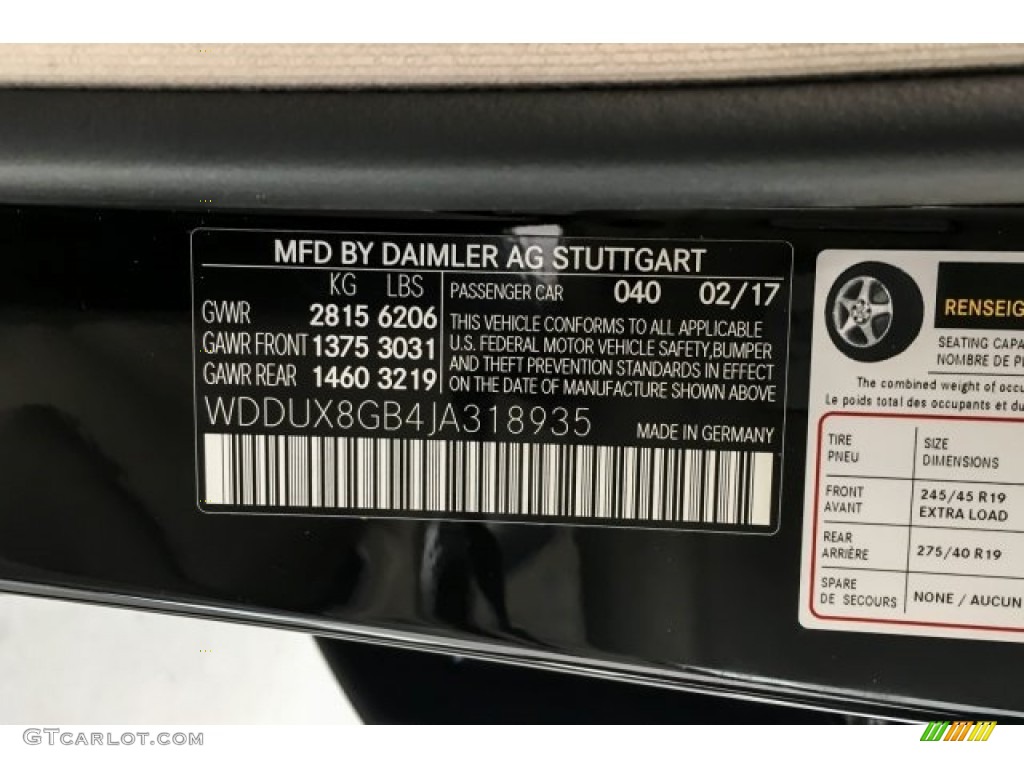 MFD BY DAIMLER AG STUTTGART
KG LBS
GVWR 2815 6206
GAWR FRONT 1375 3031
GAWR REAR 1460 3219
PASSENGER CAR 040 02/17
THIS VEHICLE CONFORMS TO ALL APPLICABLE
U.S. FEDERAL MOTOR VEHICLE SAFETY,BUMPER
AND THEFT PREVENTION STANDARDS IN EFFECT
ON THE DATE OF MANUFACTURE SHOWN ABOVE
WDDUX8GB4JA318935
MADE IN GERMANY
RENSEIG
SEATING CAPA
NOMBRE DE
The combined weight of occu
Le poids total des occupants et du
TIRE
PNEU
SIZE
DIMENSIONS
FRONT
AVANT
245/45 R19
EXTRA LOAD
REAR
ARRIÈRE
275/40 R19
SPARE
DE SECOURS
NONE / AUCUN
GTCarlot.com